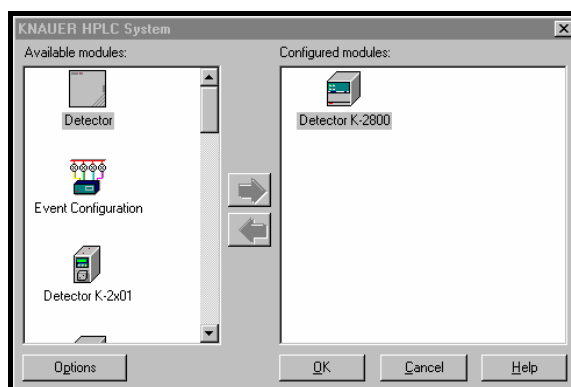 KNAUER HPLC System
Available modules:
Configured modules:
Detector
Event Configuration
Detector K-2x01
Detector K-2800
Options
OK
Cancel
Help